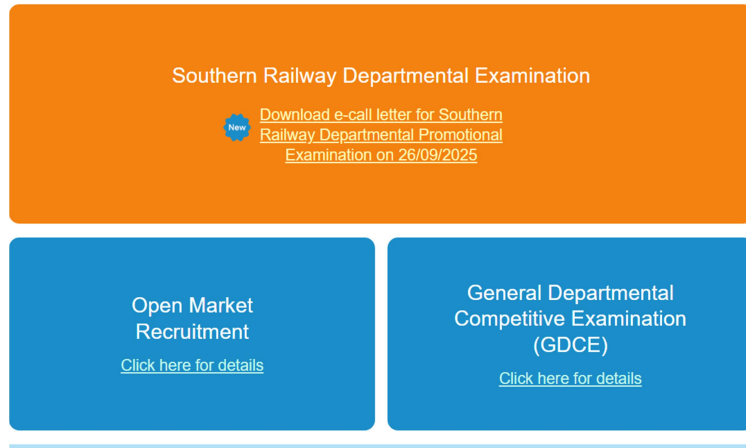 Southern Railway Departmental Examination
New
Download e-call letter for Southern
Railway Departmental Promotional
Examination on 26/09/2025
Open Market
Recruitment
Click here for details
General Departmental
Competitive Examination
(GDCE)
Click here for details